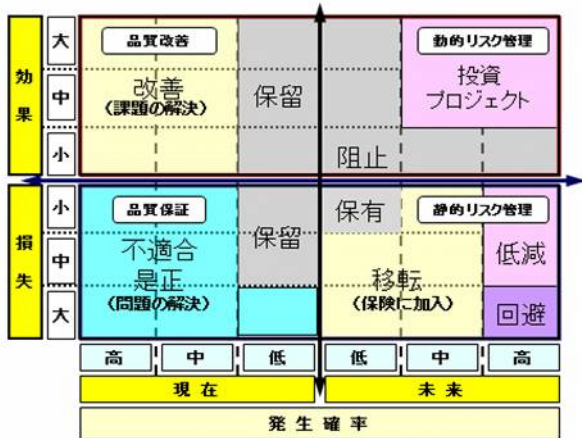 効果
大
中
小
品質改善
改善
(課題の解決)
保留
動的リスク管理
投資
プロジェクト
阻止
損失
小
中
大
品質保証
不適合
是正
(問題の解決)
保留
保有
静的リスク管理
移転
(保険に加入)
低減
回避
高
中
低
低
中
高
現在
未来
発生確率